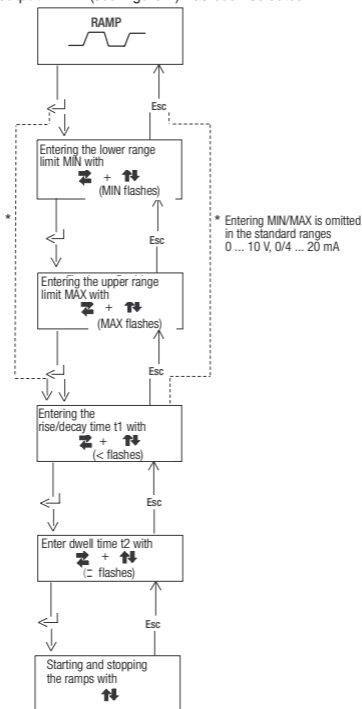 RAMP
Esc
Entering the lower range
limit MIN with
+
(MIN flashes)
*
Esc
* Entering MIN/MAX is omitted
in the standard ranges
0 ... 10 V, 0/4 ... 20 mA
Entering the upper range
limit MAX with
+
(MAX flashes)
Esc
Entering the
rise/decay time t1 with
+
(< flashes)
Esc
Enter dwell time t2 with
+
( flashes)
Esc
Starting and stopping
the ramps with